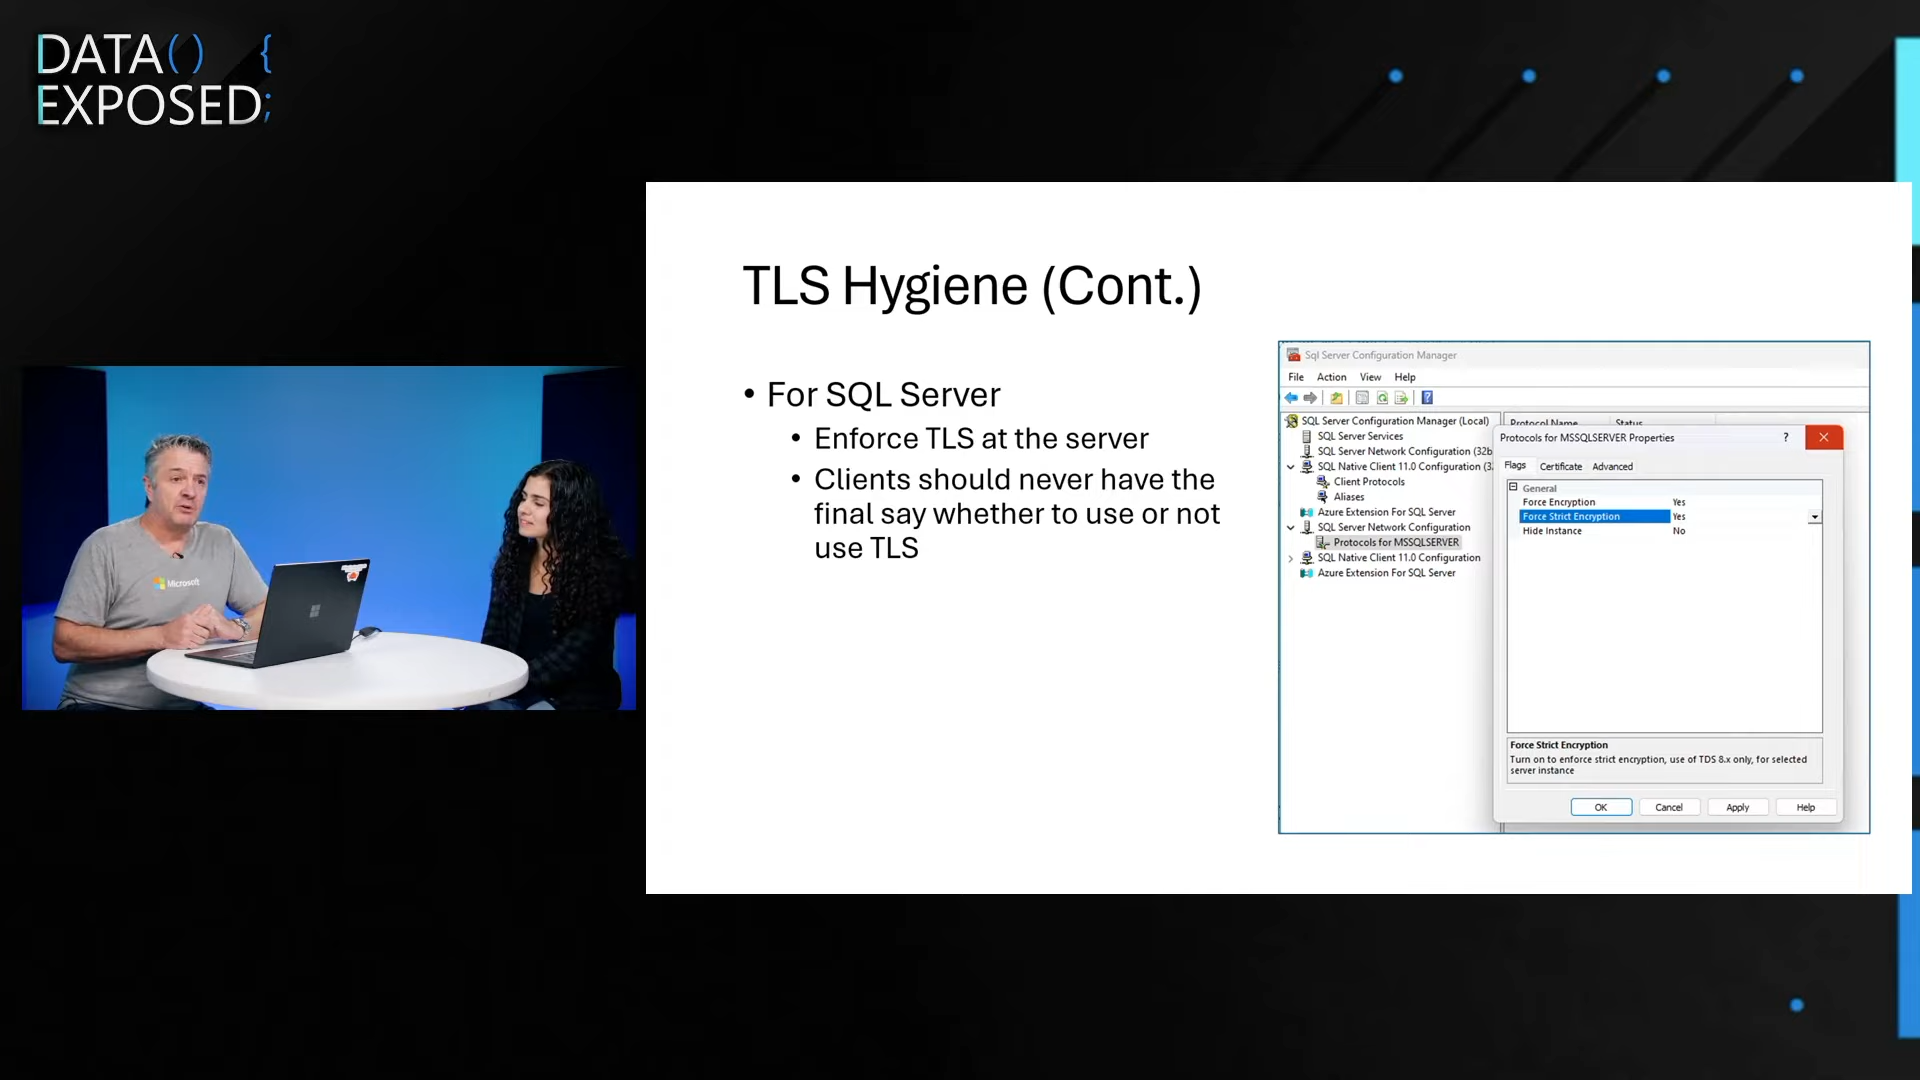 DATA() {
EXPOSED;
Microsoft
TLS Hygiene (Cont.)
• For SQL Server
• Enforce TLS at the server
• Clients should never have the
final say whether to use or not
use TLS
Sql Server Configuration Manager
File Action View Help
SQL Server Configuration Manager (Local)
SQL Server Services
SQL Server Network Configuration (32b
SQL Native Client 11.0 Configuration (3
Client Protocols
Aliases
Azure Extension For SQL Server
SQL Server Network Configuration
Protocols for MSSQLSERVER
SQL Native Client 11.0 Configuration
Azure Extension For SQL Server
Protocol Name Status
Protocols for MSSQLSERVER Properties
Flags Certificate Advanced
General
Force Encryption Yes
Force Strict Encryption Yes
Hide Instance No
Force Strict Encryption
Turn on to enforce strict encryption, use of TDS 8.x only, for selected
server instance
OK Cancel Apply Help